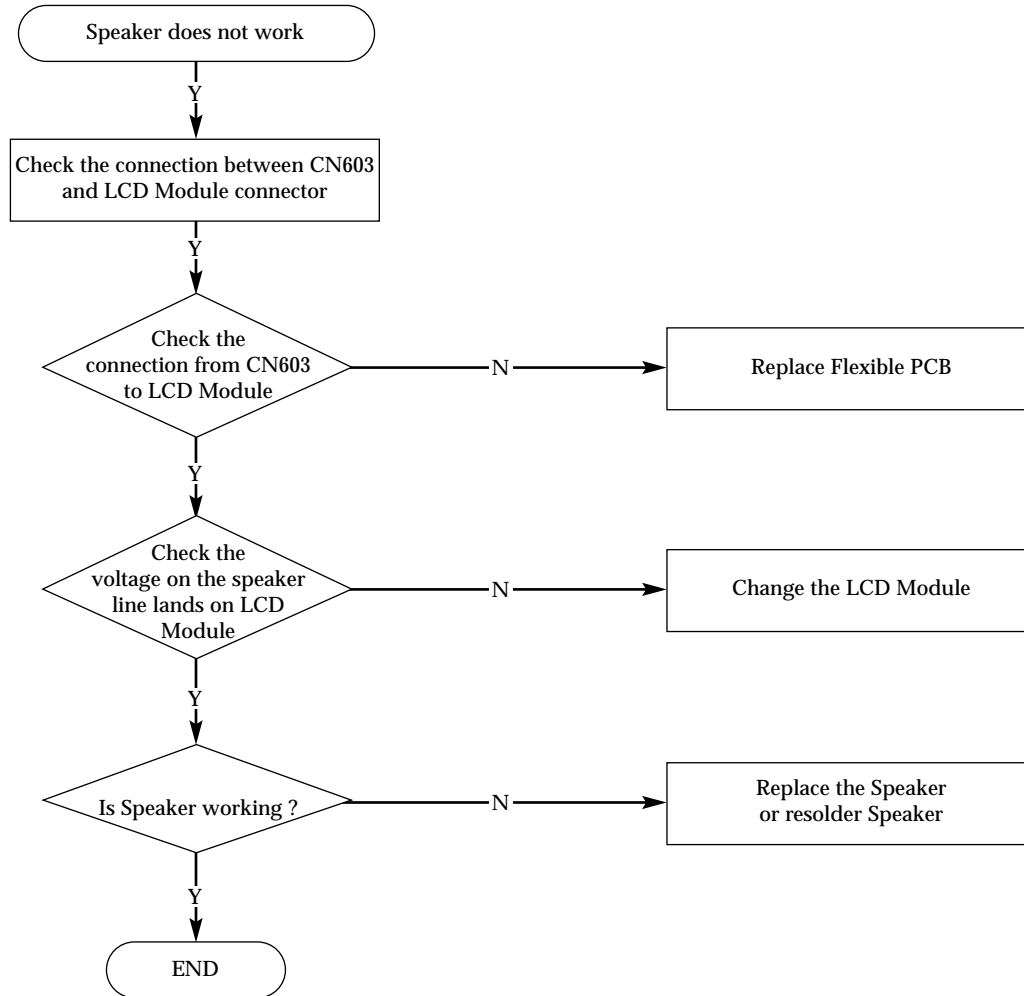 Speaker does not work
Y
Check the connection between CN603
and LCD Module connector
Y
Check the
connection from CN603
to LCD Module
N
Replace Flexible PCB
Y
Check the
voltage on the speaker
line lands on LCD
Module
N
Change the LCD Module
Y
Is Speaker working ?
N
Replace the Speaker
or resolder Speaker
Y
END